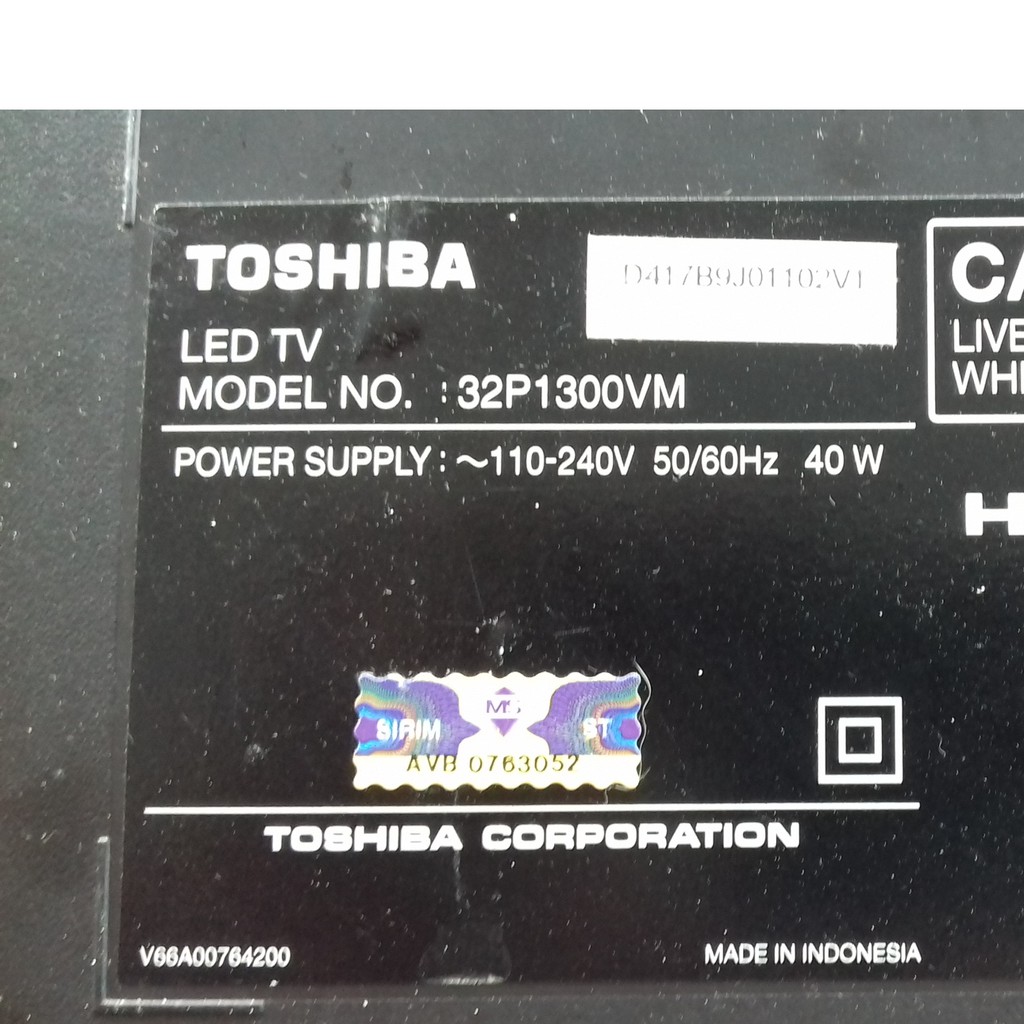 TOSHIBA
D417B9J01102V1
LED TV
MODEL NO. : 32P1300VM
POWER SUPPLY : ~110-240V 50/60Hz 40 W
CA
LIVE
WHE
H
MS
SIRIM ST
AVB 0763052
TOSHIBA CORPORATION
V66A00764200
MADE IN INDONESIA